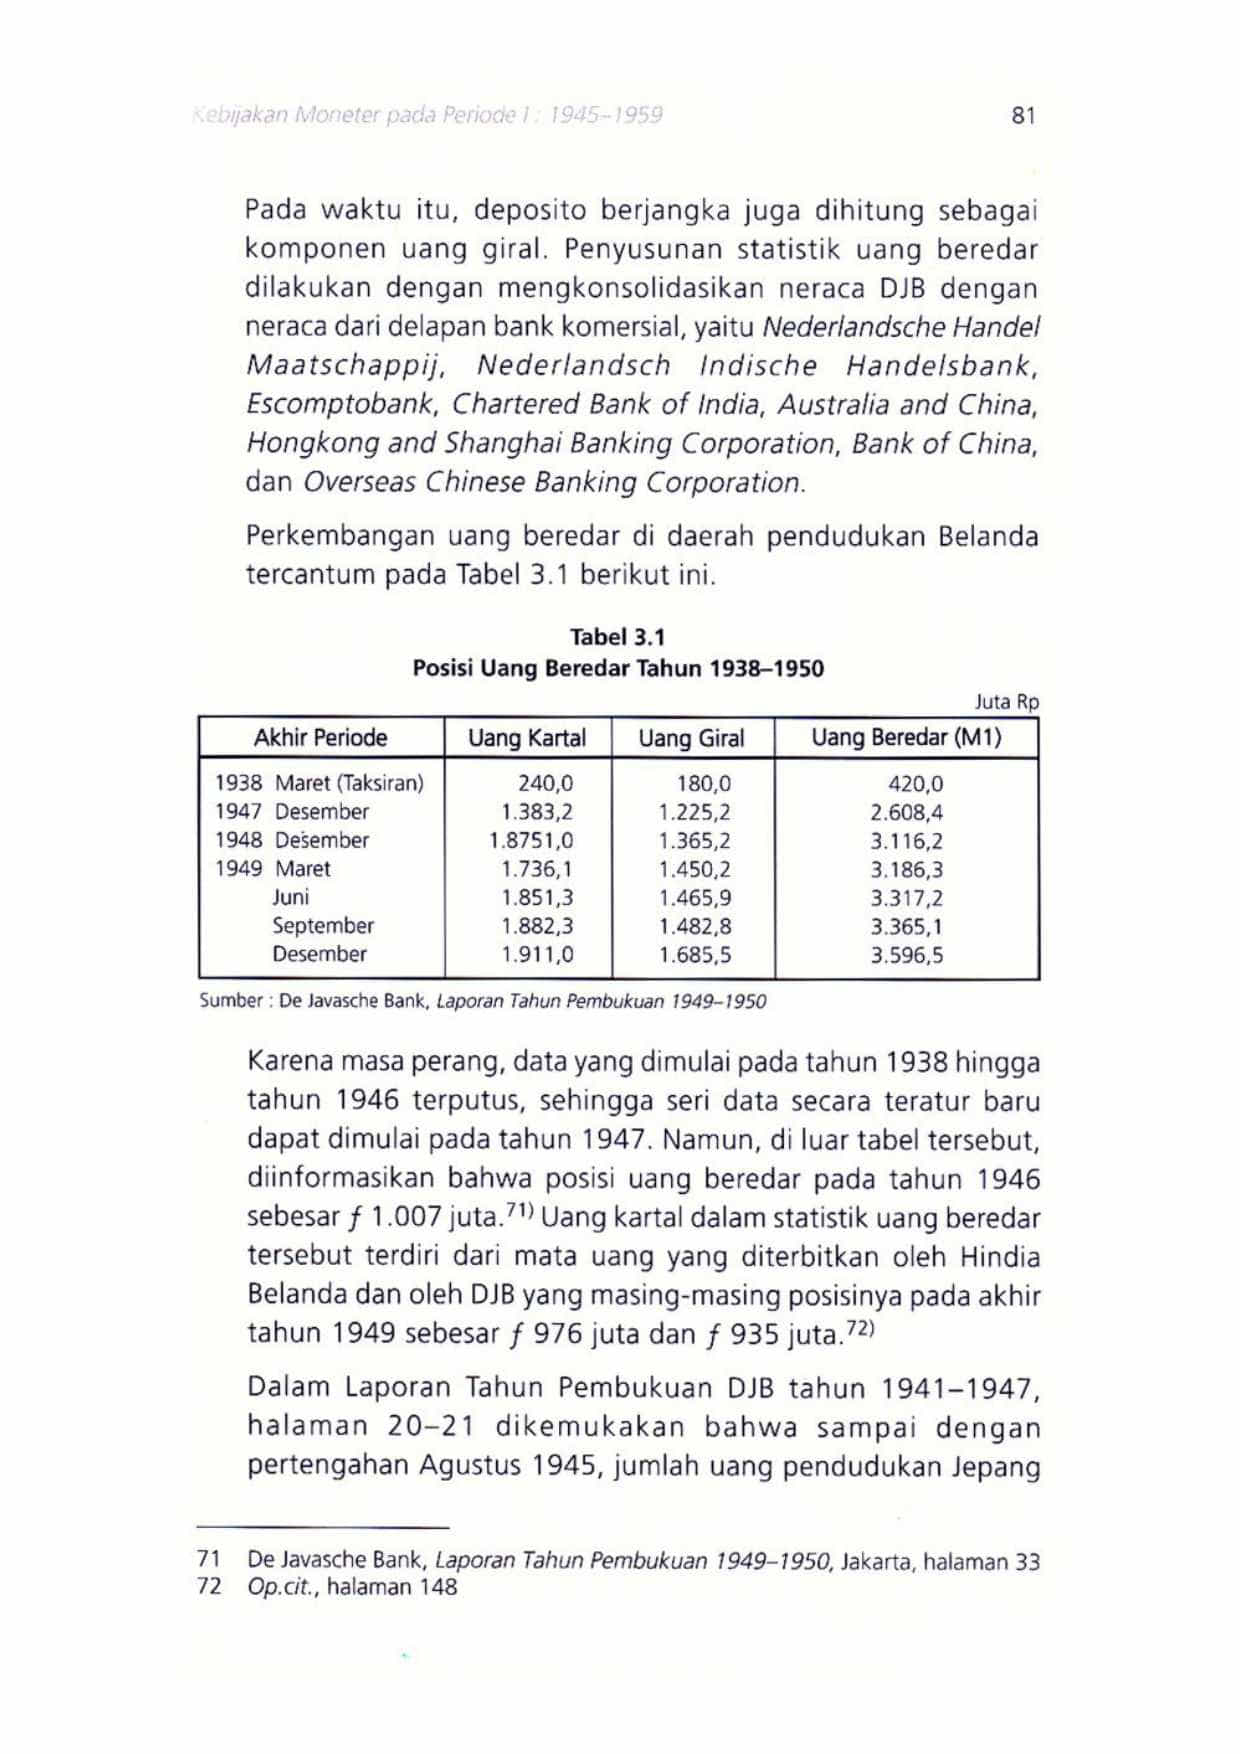 Kebijakan Moneter pada Periode I : 1945–1959 81
Pada waktu itu, deposito berjangka juga dihitung sebagai
komponen uang giral. Penyusunan statistik uang beredar
dilakukan dengan mengkonsolidasikan neraca DJB dengan
neraca dari delapan bank komersial, yaitu Nederlandsche Handel
Maatschappij, Nederlandsch Indische Handelsbank,
Escomptobank, Chartered Bank of India, Australia and China,
Hongkong and Shanghai Banking Corporation, Bank of China,
dan Overseas Chinese Banking Corporation.
Perkembangan uang beredar di daerah pendudukan Belanda
tercantum pada Tabel 3.1 berikut ini.
Tabel 3.1
Posisi Uang Beredar Tahun 1938–1950
Juta Rp
Akhir Periode Uang Kartal Uang Giral Uang Beredar (M1)
1938 Maret (Taksiran) 240,0 180,0 420,0
1947 Desember 1.383,2 1.225,2 2.608,4
1948 Desember 1.8751,0 1.365,2 3.116,2
1949 Maret 1.736,1 1.450,2 3.186,3
Juni 1.851,3 1.465,9 3.317,2
September 1.882,3 1.482,8 3.365,1
Desember 1.911,0 1.685,5 3.596,5
Sumber : De Javasche Bank, Laporan Tahun Pembukuan 1949–1950
Karena masa perang, data yang dimulai pada tahun 1938 hingga
tahun 1946 terputus, sehingga seri data secara teratur baru
dapat dimulai pada tahun 1947. Namun, di luar tabel tersebut,
diinformasikan bahwa posisi uang beredar pada tahun 1946
sebesar ƒ 1.007 juta.71) Uang kartal dalam statistik uang beredar
tersebut terdiri dari mata uang yang diterbitkan oleh Hindia
Belanda dan oleh DJB yang masing-masing posisinya pada akhir
tahun 1949 sebesar ƒ 976 juta dan ƒ 935 juta.72)
Dalam Laporan Tahun Pembukuan DJB tahun 1941–1947,
halaman 20–21 dikemukakan bahwa sampai dengan
pertengahan Agustus 1945, jumlah uang pendudukan Jepang
71 De Javasche Bank, Laporan Tahun Pembukuan 1949–1950, Jakarta, halaman 33
72 Op.cit., halaman 148